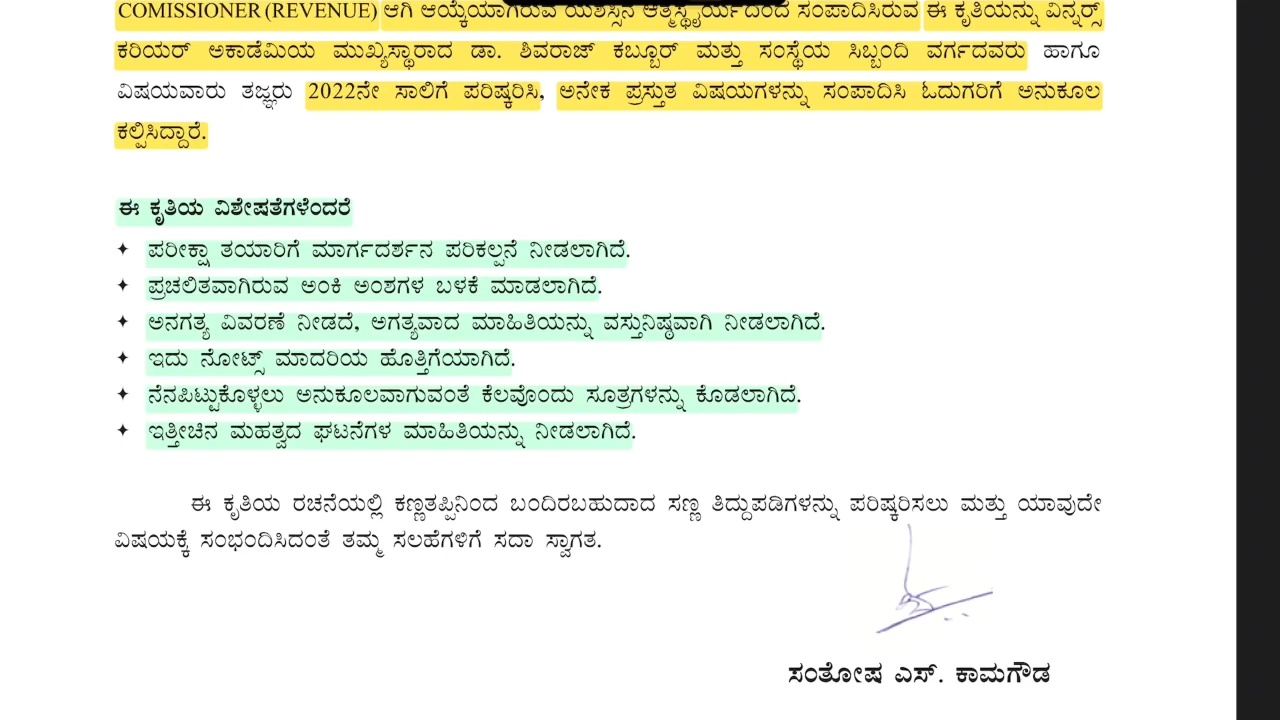 COMISSIONER (REVENUE) ಆಗಿ ಆಯ್ಕೆಯಾಗಿರುವ ಯಶಸ್ಸಿನ ಆತ್ಮಸ್ಥೈರ್ಯದಿಂದ ಸಂಪಾದಿಸಿರುವ ಈ ಕೃತಿಯನ್ನು ವಿನ್ನರ್ಸ್
ಕರಿಯರ್ ಅಕಾಡೆಮಿಯ ಮುಖ್ಯಸ್ಥಾರಾದ ಡಾ. ಶಿವರಾಜ್ ಕಬ್ಬೂರ್ ಮತ್ತು ಸಂಸ್ಥೆಯ ಸಿಬ್ಬಂದಿ ವರ್ಗದವರು ಹಾಗೂ
ವಿಷಯವಾರು ತಜ್ಞರು 2022ನೇ ಸಾಲಿಗೆ ಪರಿಷ್ಕರಿಸಿ, ಅನೇಕ ಪ್ರಸ್ತುತ ವಿಷಯಗಳನ್ನು ಸಂಪಾದಿಸಿ ಓದುಗರಿಗೆ ಅನುಕೂಲ
ಕಲ್ಪಿಸಿದ್ದಾರೆ.
ಈ ಕೃತಿಯ ವಿಶೇಷತೆಗಳೆಂದರೆ
✦ ಪರೀಕ್ಷಾ ತಯಾರಿಗೆ ಮಾರ್ಗದರ್ಶನ ಪರಿಕಲ್ಪನೆ ನೀಡಲಾಗಿದೆ.
✦ ಪ್ರಚಲಿತವಾಗಿರುವ ಅಂಕಿ ಅಂಶಗಳ ಬಳಕೆ ಮಾಡಲಾಗಿದೆ.
✦ ಅನಗತ್ಯ ವಿವರಣೆ ನೀಡದೆ, ಅಗತ್ಯವಾದ ಮಾಹಿತಿಯನ್ನು ವಸ್ತುನಿಷ್ಠವಾಗಿ ನೀಡಲಾಗಿದೆ.
✦ ಇದು ನೋಟ್ಸ್ ಮಾದರಿಯ ಹೊತ್ತಿಗೆಯಾಗಿದೆ.
✦ ನೆನಪಿಟ್ಟುಕೊಳ್ಳಲು ಅನುಕೂಲವಾಗುವಂತೆ ಕೆಲವೊಂದು ಸೂತ್ರಗಳನ್ನು ಕೊಡಲಾಗಿದೆ.
✦ ಇತ್ತೀಚಿನ ಮಹತ್ವದ ಘಟನೆಗಳ ಮಾಹಿತಿಯನ್ನು ನೀಡಲಾಗಿದೆ.
ಈ ಕೃತಿಯ ರಚನೆಯಲ್ಲಿ ಕಣ್ಣತಪ್ಪಿನಿಂದ ಬಂದಿರಬಹುದಾದ ಸಣ್ಣ ತಿದ್ದುಪಡಿಗಳನ್ನು ಪರಿಷ್ಕರಿಸಲು ಮತ್ತು ಯಾವುದೇ
ವಿಷಯಕ್ಕೆ ಸಂಭಂದಿಸಿದಂತೆ ತಮ್ಮ ಸಲಹೆಗಳಿಗೆ ಸದಾ ಸ್ವಾಗತ.
ಸಂತೋಷ ಎಸ್. ಕಾಮಗೌಡ